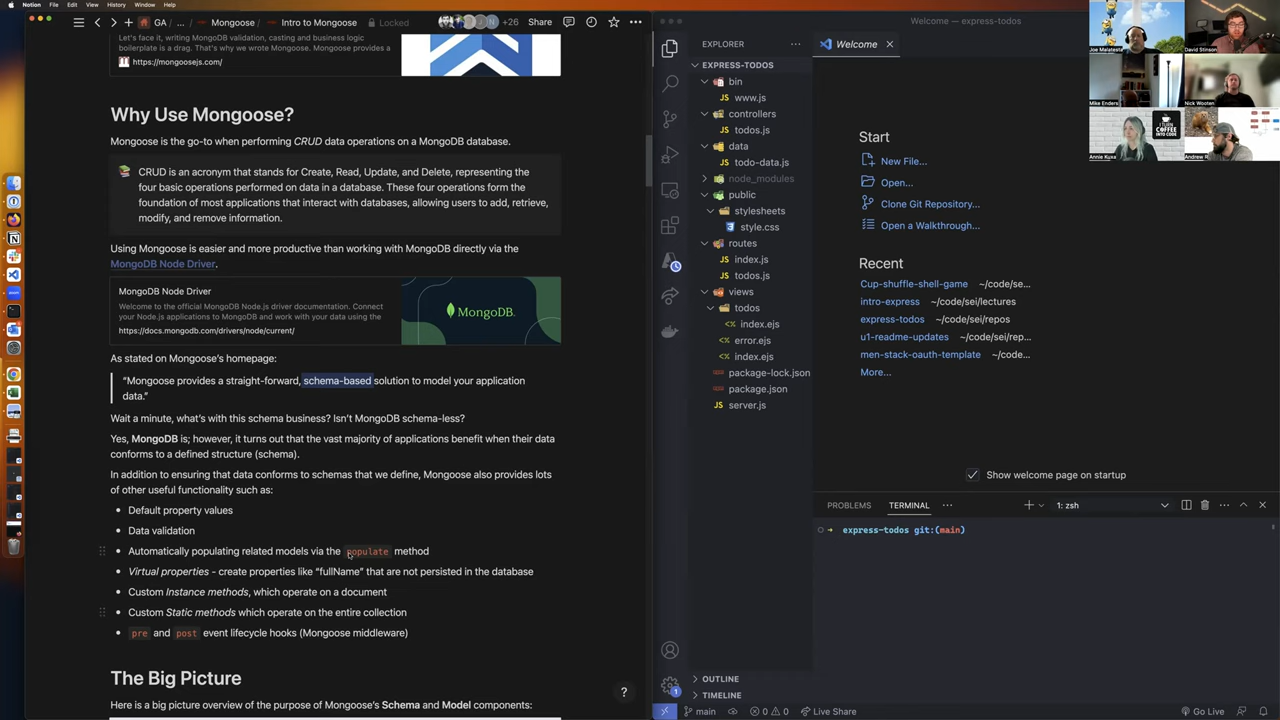 Notion File Edit View History Window Help
GA / ... / Mongoose / Intro to Mongoose Locked
+26 Share
Let's face it, writing MongoDB validation, casting and business logic
boilerplate is a drag. That's why we wrote Mongoose. Mongoose provides a
https://mongoosejs.com/
Why Use Mongoose?
Mongoose is the go-to when performing CRUD data operations on a MongoDB database.
CRUD is an acronym that stands for Create, Read, Update, and Delete, representing the
four basic operations performed on data in a database. These four operations form the
foundation of most applications that interact with databases, allowing users to add, retrieve,
modify, and remove information.
Using Mongoose is easier and more productive than working with MongoDB directly via the
MongoDB Node Driver.
MongoDB Node Driver
Welcome to the official MongoDB Node.js driver documentation. Connect
your Node.js applications to MongoDB and work with your data using the
https://docs.mongodb.com/drivers/node/current/
MongoDB.
As stated on Mongoose's homepage:
“Mongoose provides a straight-forward, schema-based solution to model your application
data.”
Wait a minute, what's with this schema business? Isn't MongoDB schema-less?
Yes, MongoDB is; however, it turns out that the vast majority of applications benefit when their data
conforms to a defined structure (schema).
In addition to ensuring that data conforms to schemas that we define, Mongoose also provides lots
of other useful functionality such as:
• Default property values
• Data validation
• Automatically populating related models via the populate method
• Virtual properties - create properties like “fullName” that are not persisted in the database
• Custom Instance methods, which operate on a document
• Custom Static methods which operate on the entire collection
• pre and post event lifecycle hooks (Mongoose middleware)
The Big Picture
Here is a big picture overview of the purpose of Mongoose's Schema and Model components:
?
Welcome — express-todos
EXPLORER
EXPRESS-TODOS
bin
www.js
controllers
todos.js
data
todo-data.js
node_modules
public
stylesheets
style.css
routes
index.js
todos.js
views
todos
index.ejs
error.ejs
index.ejs
package-lock.json
package.json
server.js
OUTLINE
TIMELINE
Welcome
Start
New File...
Open...
Clone Git Repository...
Open a Walkthrough...
Recent
Cup-shuffle-shell-game ~/code/se...
intro-express ~/code/sei/lectures
express-todos ~/code/sei/repos
u1-readme-updates ~/code/sei/rep...
men-stack-oauth-template ~/code...
More...
Show welcome page on startup
PROBLEMS TERMINAL ...
1: zsh
express-todos git:(main)
main
0 0
Live Share
Go Live
1
Joe Malatesta
David Stinson
Mike Enders
Nick Wooten
Annie Kunx
Andrew R
I TURN
COFFEE
INTO CODE